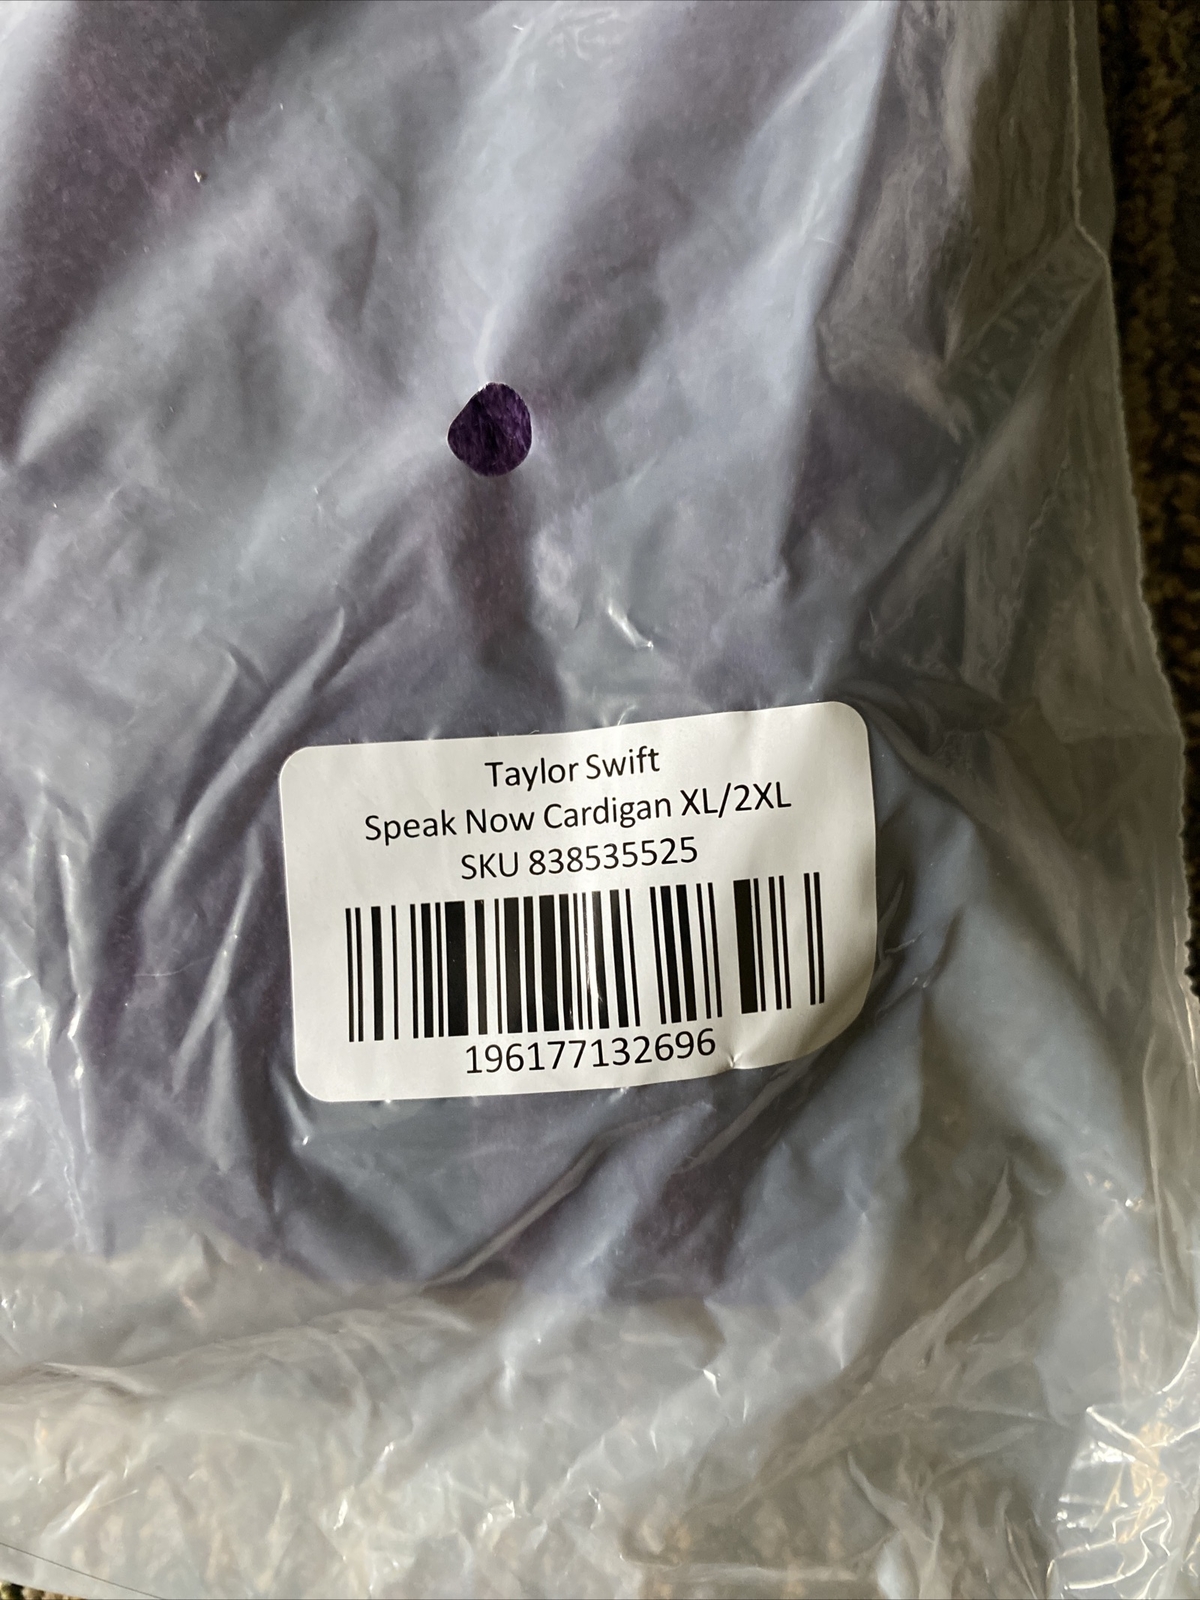 Taylor Swift
Speak Now Cardigan XL/2XL
SKU 838535525
196177132696